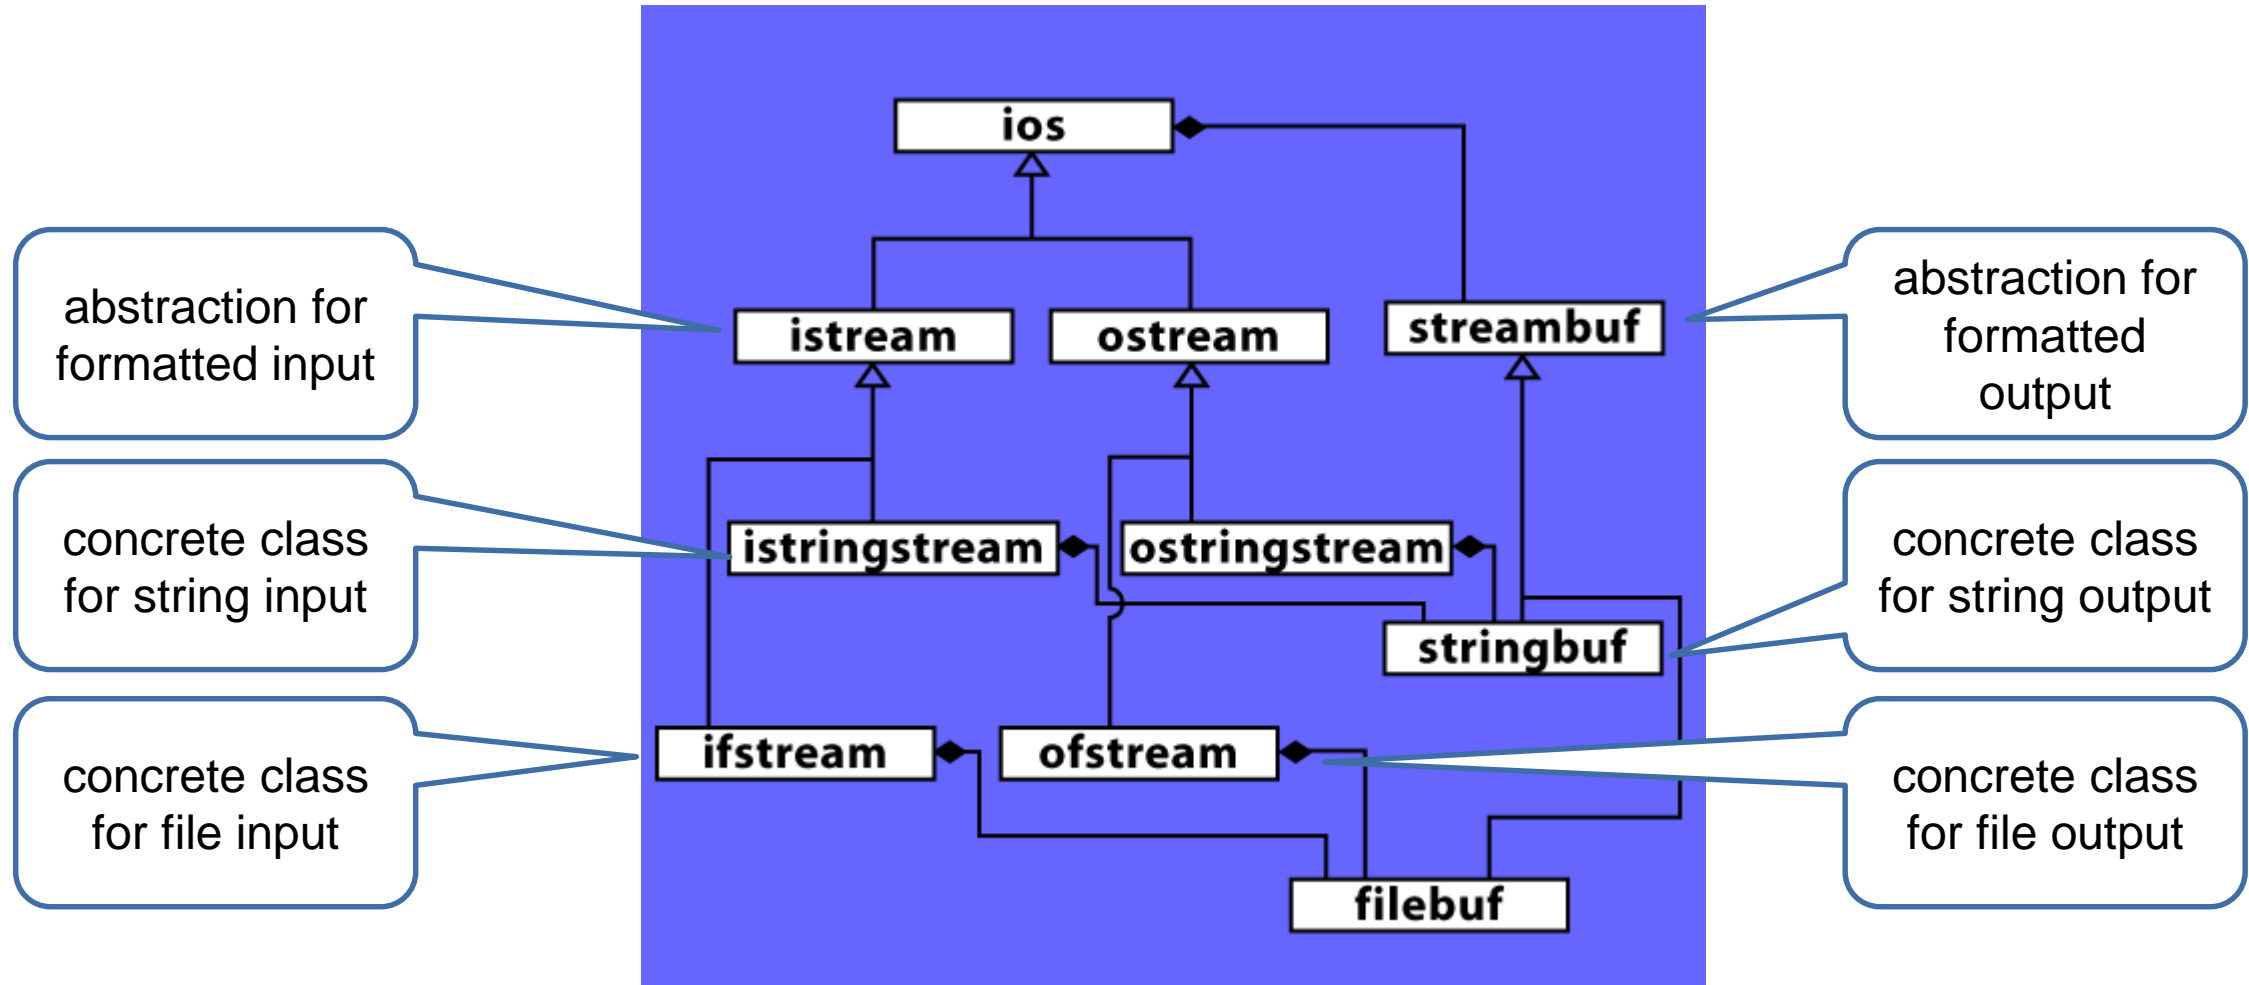 ios
abstraction for
formatted input
istream
ostream
streambuf
abstraction for
formatted
output
concrete class
for string input
istringstream
ostringstream
stringbuf
concrete class
for string output
concrete class
for file input
ifstream
ofstream
filebuf
concrete class
for file output